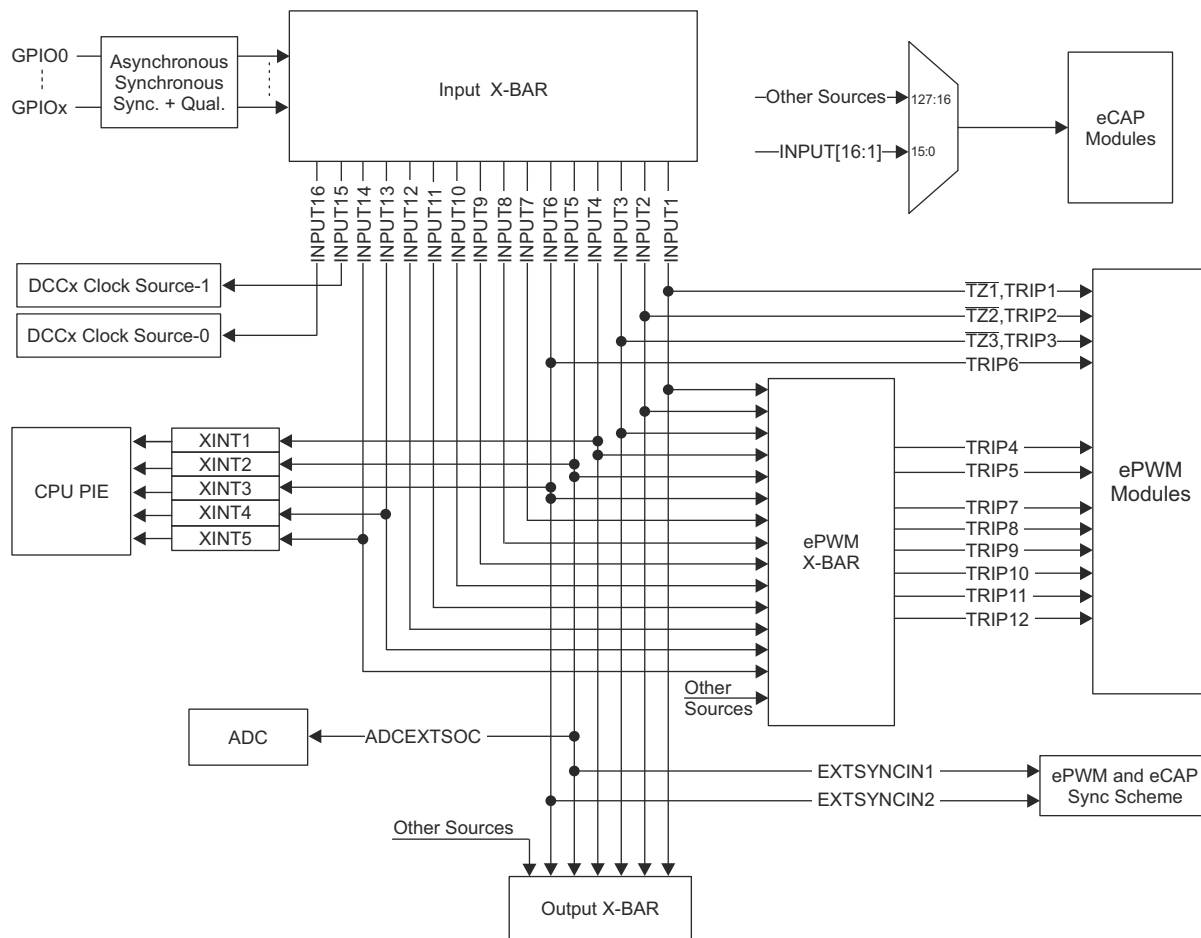 GPIO0
GPIOx
Asynchronous
Synchronous
Sync. + Qual.
Input X-BAR
Other Sources
127:16
INPUT[16:1]
15:0
eCAP
Modules
INPUT16
INPUT15
INPUT14
INPUT13
INPUT12
INPUT11
INPUT10
INPUT9
INPUT8
INPUT7
INPUT6
INPUT5
INPUT4
INPUT3
INPUT2
INPUT1
DCCx Clock Source-1
DCCx Clock Source-0
T̅Z̅1̅,TRIP1
T̅Z̅2̅,TRIP2
T̅Z̅3̅,TRIP3
TRIP6
CPU PIE
XINT1
XINT2
XINT3
XINT4
XINT5
ePWM
X-BAR
TRIP4
TRIP5
TRIP7
TRIP8
TRIP9
TRIP10
TRIP11
TRIP12
ePWM
Modules
Other
Sources
ADC
ADCEXTSOC
EXTSYNCIN1
EXTSYNCIN2
ePWM and eCAP
Sync Scheme
Other Sources
Output X-BAR